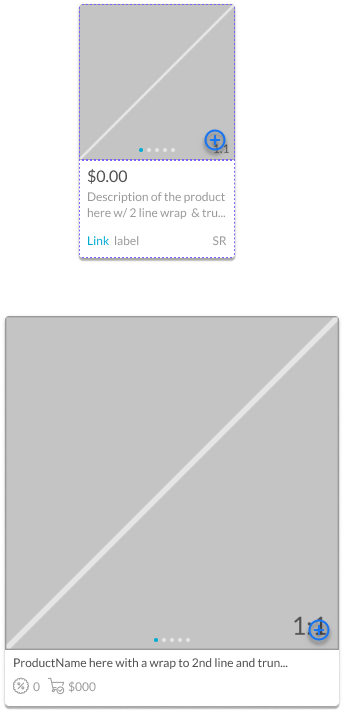 1:1
$0.00
Description of the product
here w/ 2 line wrap & tru...
Link label SR
1:1
ProductName here with a wrap to 2nd line and trun...
0 $000